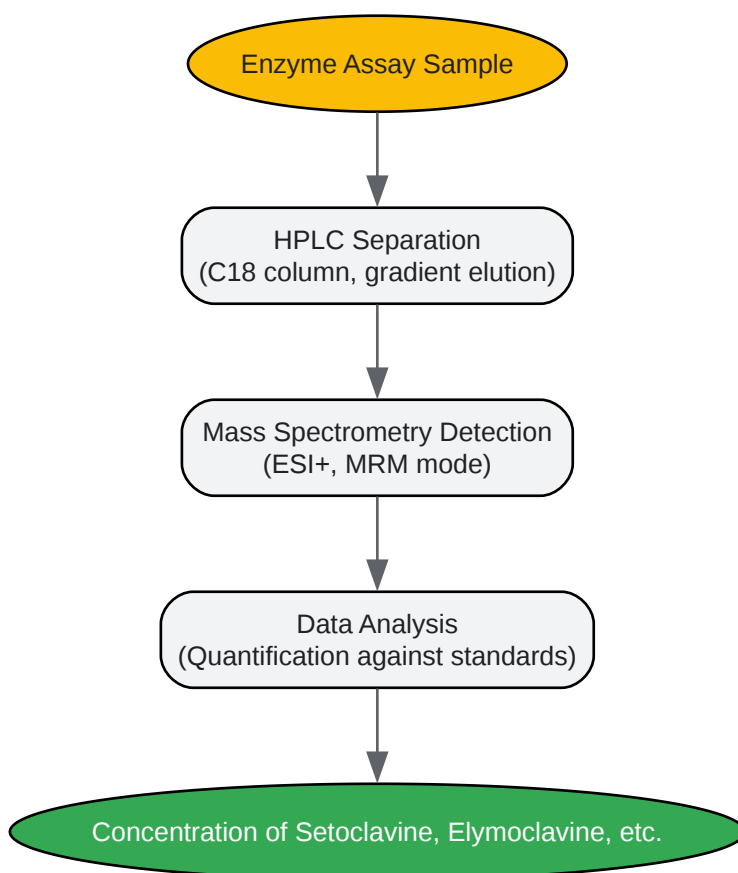 Enzyme Assay Sample
HPLC Separation
(C18 column, gradient elution)
Mass Spectrometry Detection
(ESI+, MRM mode)
Data Analysis
(Quantification against standards)
Concentration of Setoclavine, Elymoclavine, etc.